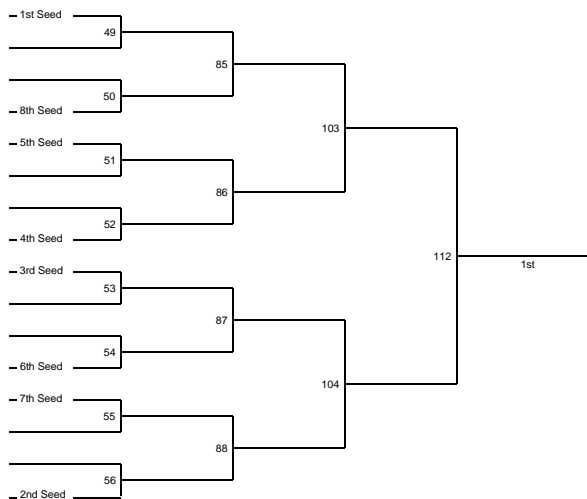 1st Seed
49
85
50
8th Seed
103
5th Seed
51
86
52
4th Seed
112
1st
3rd Seed
53
87
54
6th Seed
104
7th Seed
55
88
56
2nd Seed